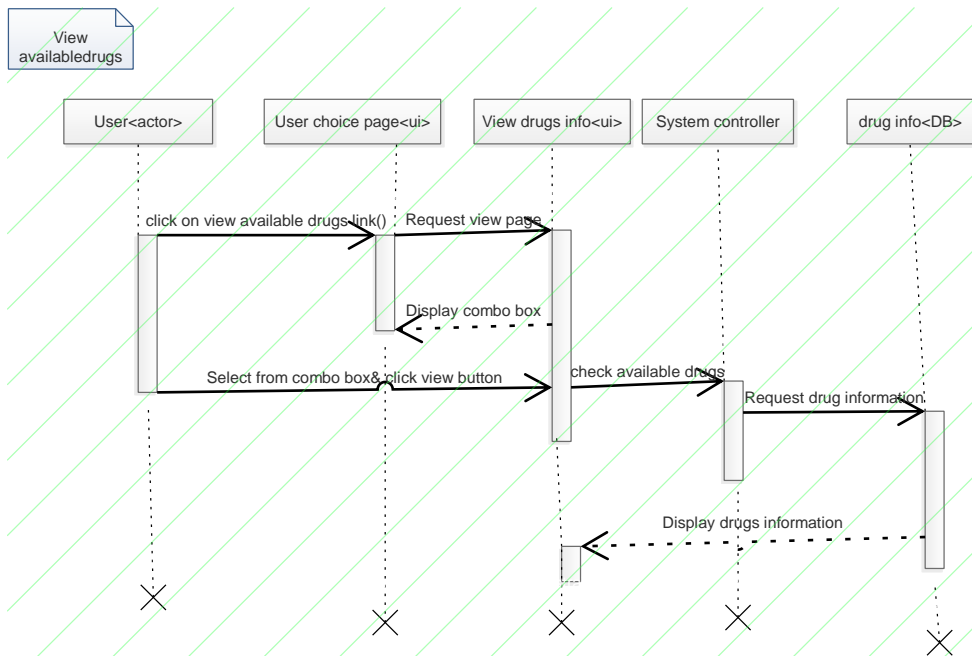 View
availabledrugs
User<actor>
User choice page<ui>
View drugs info<ui>
System controller
drug info<DB>
click on view available drugs link()
Request view page
Display combo box
Select from combo box& click view button
check available drugs
Request drug information
Display drugs information